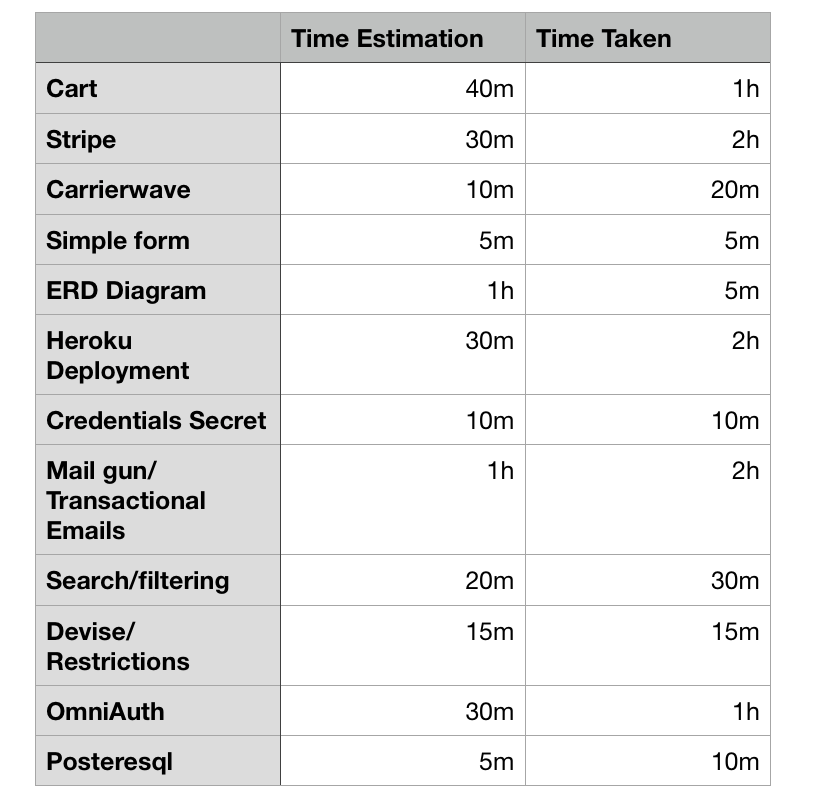 Time Estimation Time Taken
Cart 40m 1h
Stripe 30m 2h
Carrierwave 10m 20m
Simple form 5m 5m
ERD Diagram 1h 5m
Heroku 30m 2h
Deployment
Credentials Secret 10m 10m
Mail gun/ 1h 2h
Transactional
Emails
Search/filtering 20m 30m
Devise/ 15m 15m
Restrictions
OmniAuth 30m 1h
Posteresql 5m 10m